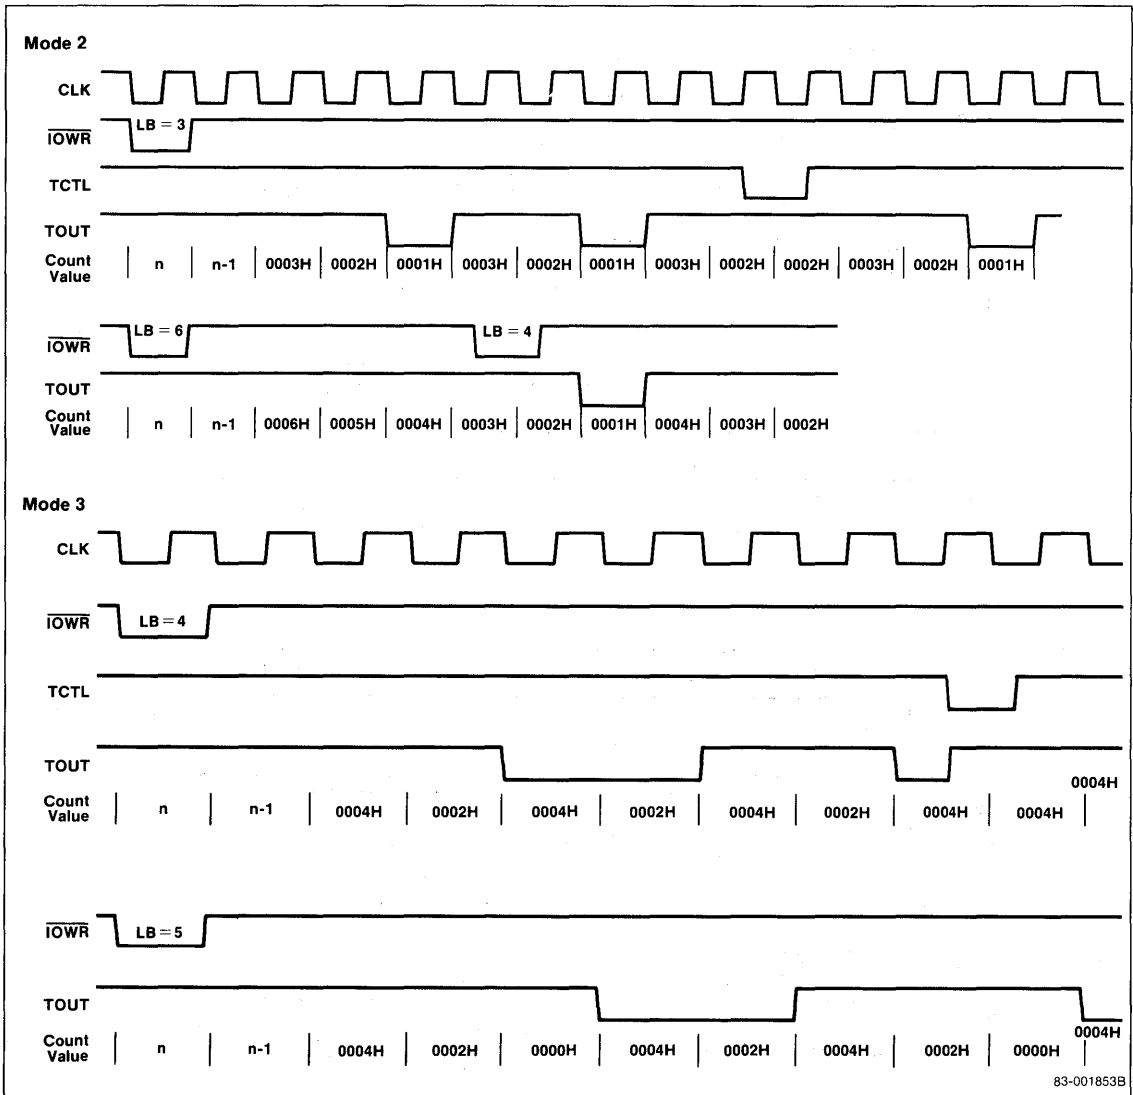 Mode 2
CLK
IOWR
LB = 3
TCTL
TOUT
Count Value
n n-1 0003H 0002H 0001H 0003H 0002H 0001H 0003H 0002H 0002H 0003H 0002H 0001H
IOWR
LB = 6 LB = 4
TOUT
Count Value
n n-1 0006H 0005H 0004H 0003H 0002H 0001H 0004H 0003H 0002H
Mode 3
CLK
IOWR
LB = 4
TCTL
TOUT
Count Value
n n-1 0004H 0002H 0004H 0002H 0004H 0002H 0004H 0004H 0004H
IOWR
LB = 5
TOUT
Count Value
n n-1 0004H 0002H 0000H 0004H 0002H 0004H 0002H 0000H 0004H
83-001853B